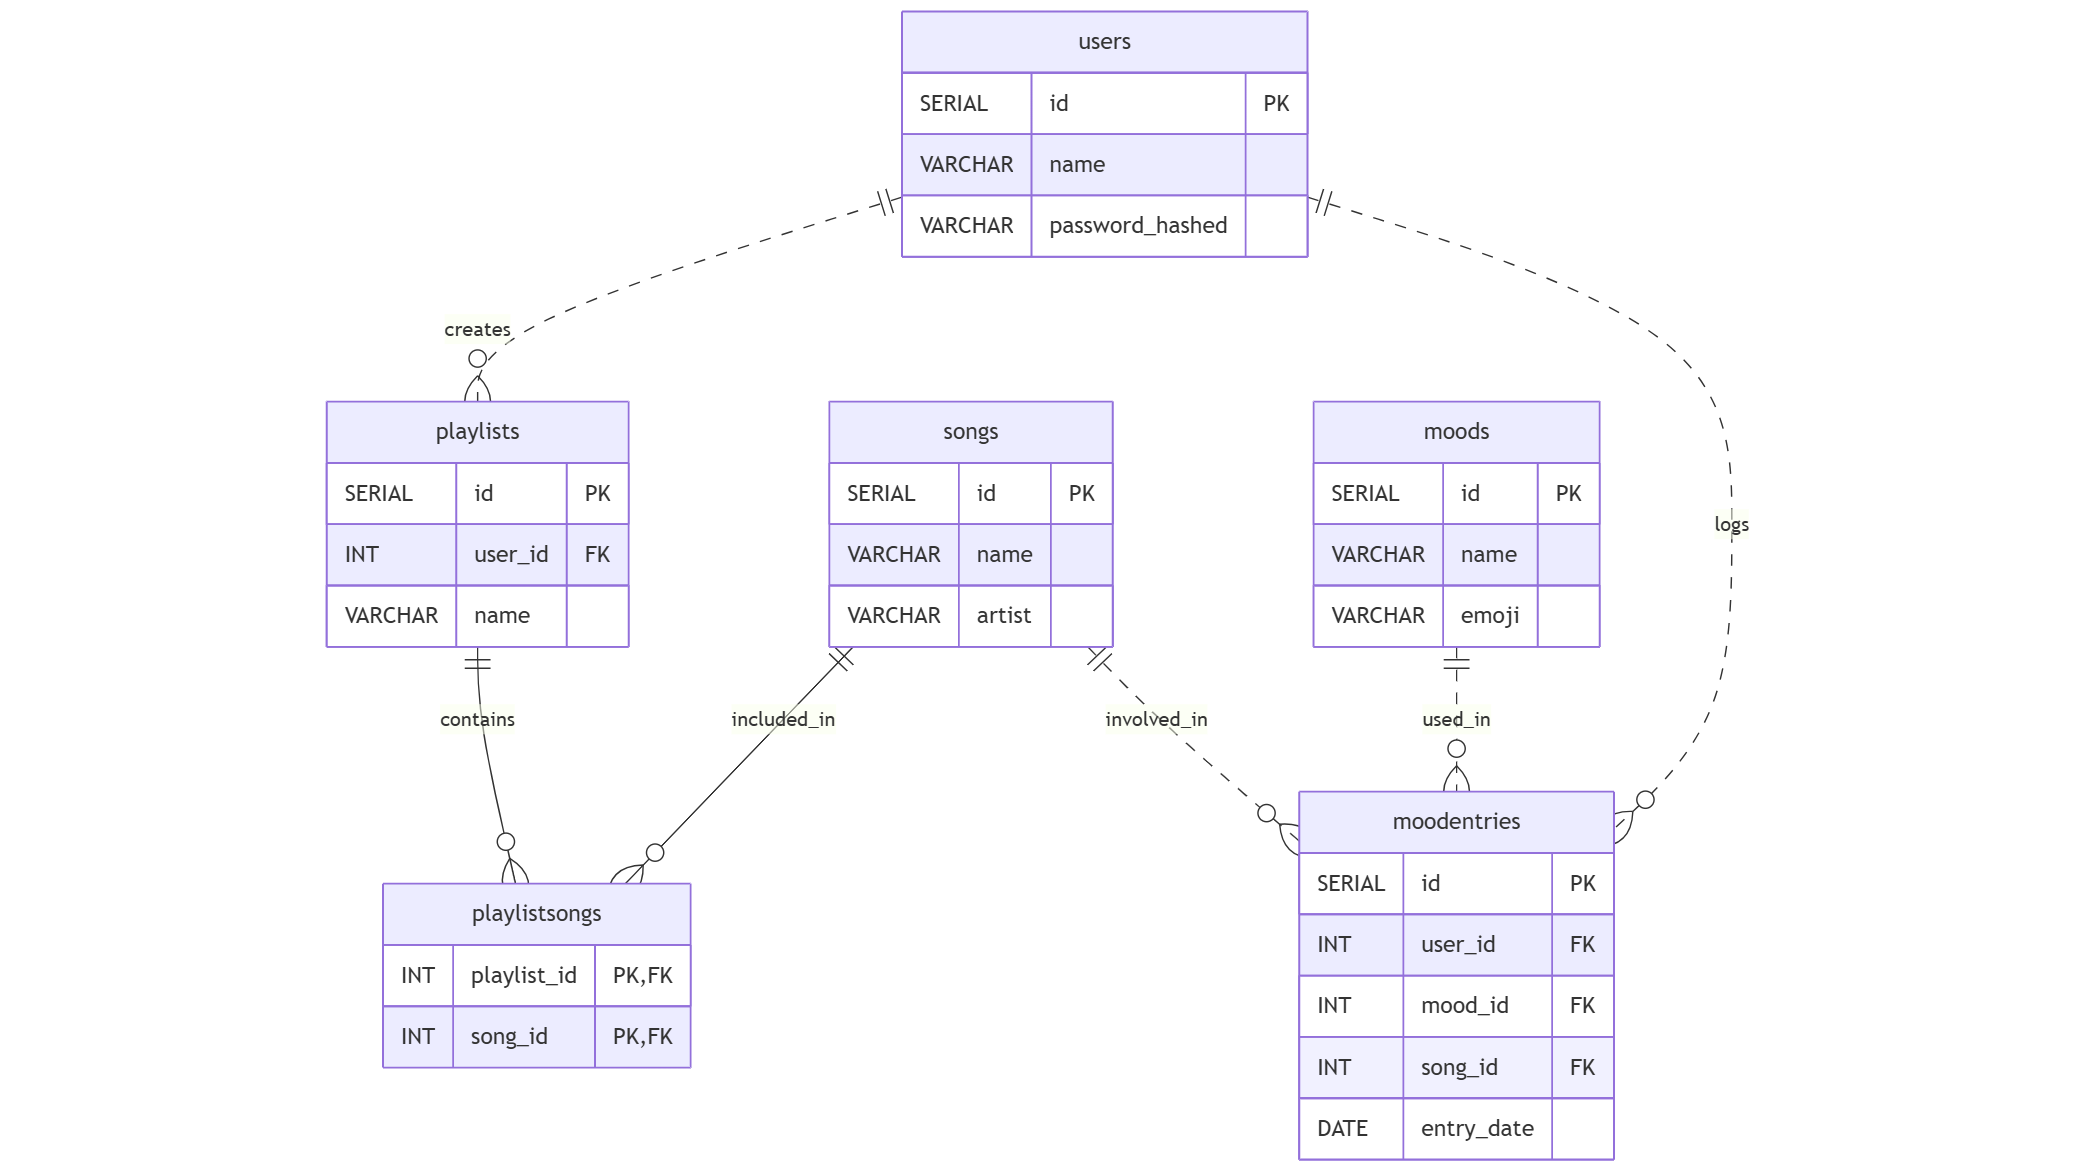 users
SERIAL id PK
VARCHAR name
VARCHAR password_hashed
creates
logs
playlists
SERIAL id PK
INT user_id FK
VARCHAR name
songs
SERIAL id PK
VARCHAR name
VARCHAR artist
moods
SERIAL id PK
VARCHAR name
VARCHAR emoji
contains
included_in
involved_in
used_in
playlistsongs
INT playlist_id PK,FK
INT song_id PK,FK
moodentries
SERIAL id PK
INT user_id FK
INT mood_id FK
INT song_id FK
DATE entry_date